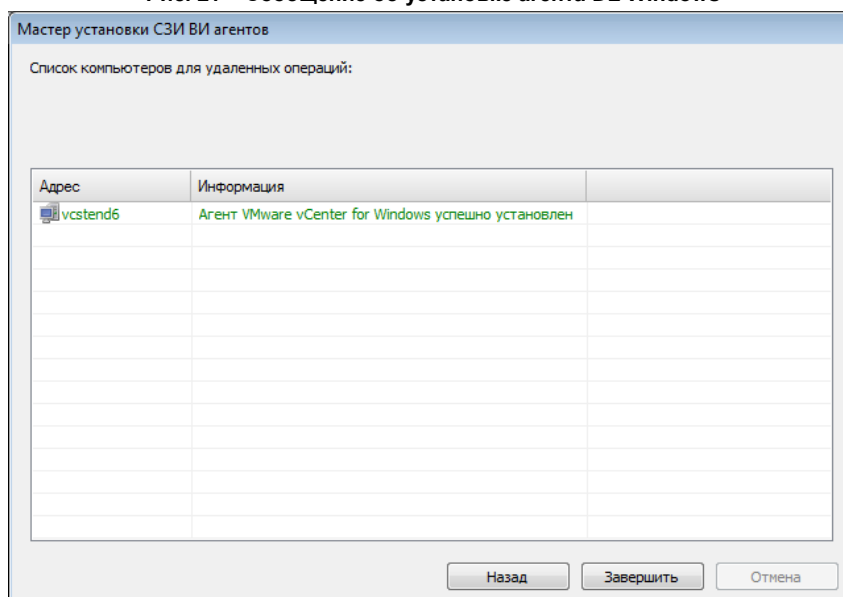 Мастер установки СЗИ ВИ агентов
Список компьютеров для удаленных операций:
Адрес Информация
vcstend6 Агент VMware vCenter for Windows успешно установлен
Назад Завершить Отмена